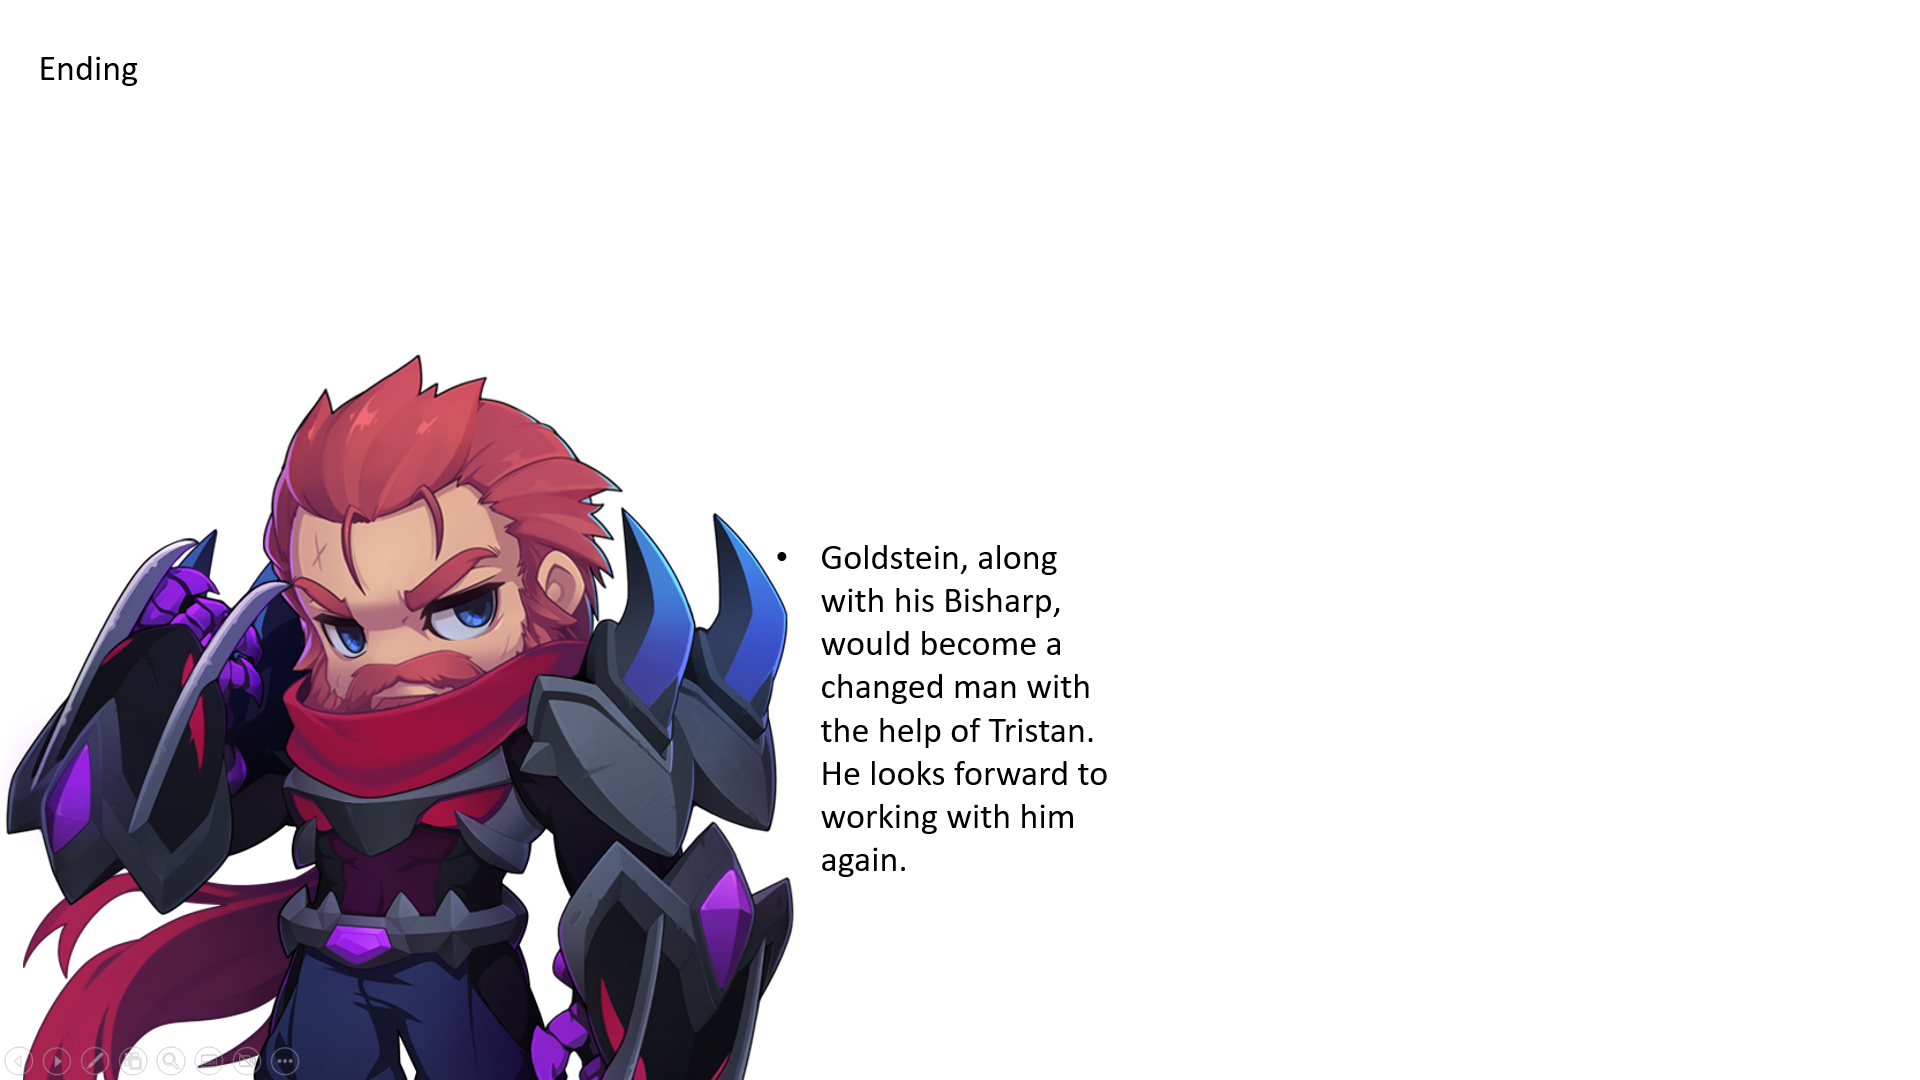 Ending
• Goldstein, along
with his Bisharp,
would become a
changed man with
the help of Tristan.
He looks forward to
working with him
again.